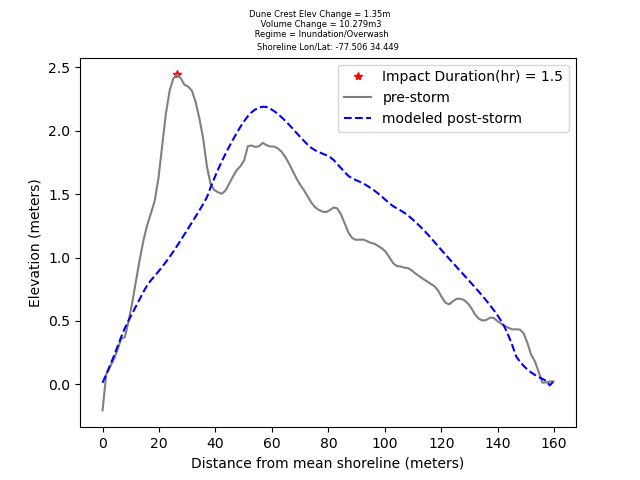 Dune Crest Elev Change = 1.35m
Volume Change = 10.279m3
Regime = Inundation/Overwash
Shoreline Lon/Lat: -77.506 34.449
Impact Duration(hr) = 1.5
pre-storm
modeled post-storm
Elevation (meters)
2.5
2.0
1.5
1.0
0.5
0.0
0 20 40 60 80 100 120 140 160
Distance from mean shoreline (meters)